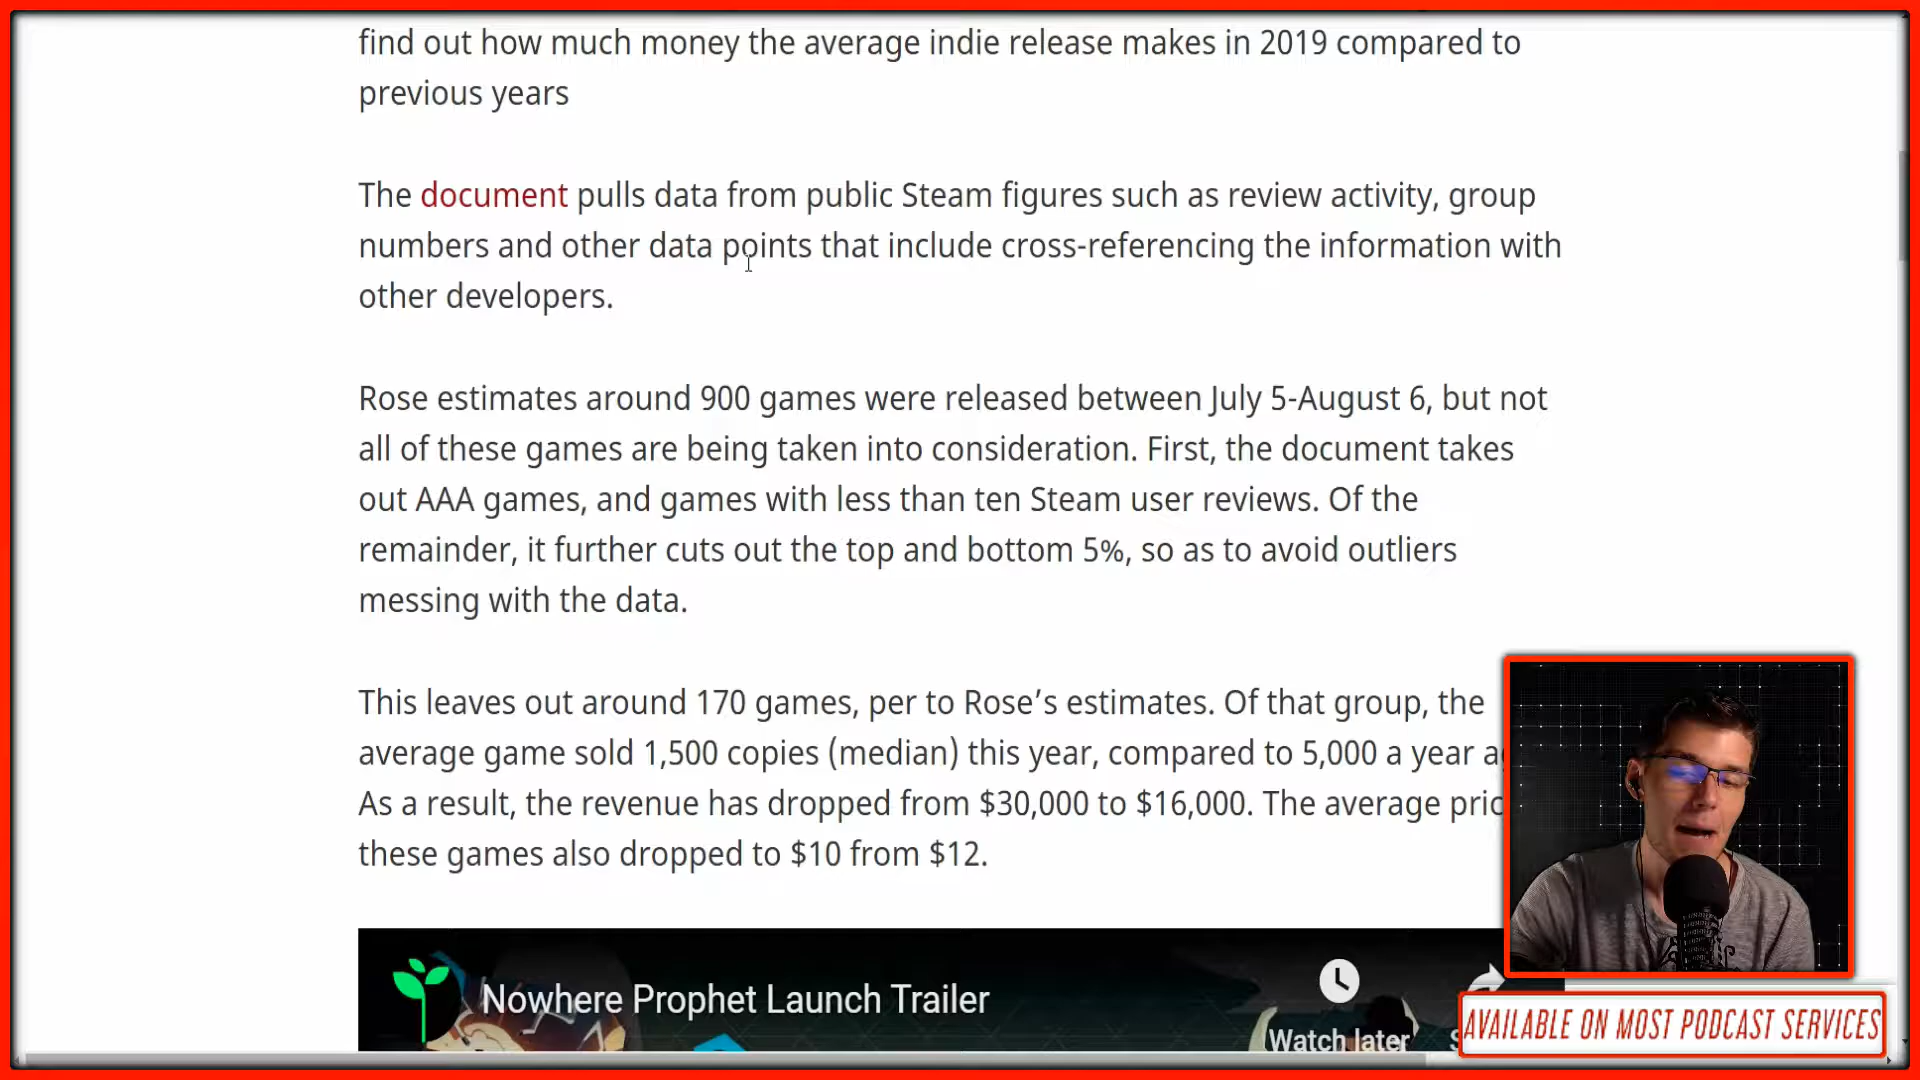 find out how much money the average indie release makes in 2019 compared to
previous years
The document pulls data from public Steam figures such as review activity, group
numbers and other data points that include cross-referencing the information with
other developers.
Rose estimates around 900 games were released between July 5-August 6, but not
all of these games are being taken into consideration. First, the document takes
out AAA games, and games with less than ten Steam user reviews. Of the
remainder, it further cuts out the top and bottom 5%, so as to avoid outliers
messing with the data.
This leaves out around 170 games, per to Rose’s estimates. Of that group, the
average game sold 1,500 copies (median) this year, compared to 5,000 a year
As a result, the revenue has dropped from $30,000 to $16,000. The average
these games also dropped to $10 from $12.
Nowhere Prophet Launch Trailer
Watch later
AVAILABLE ON MOST PODCAST SERVICES